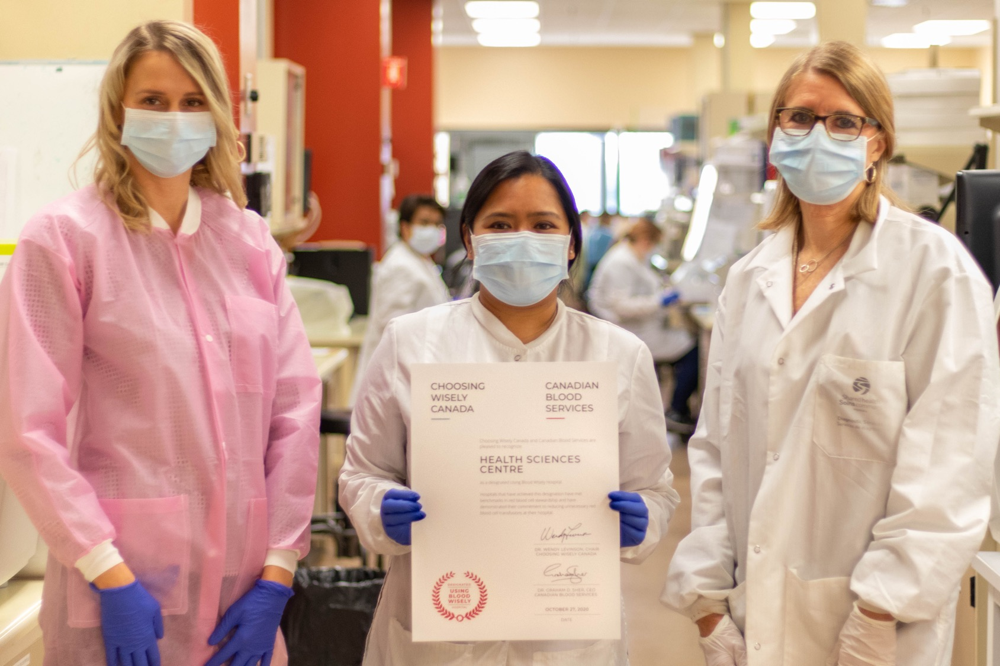 CHOOSING
WISELY
CANADA
CANADIAN
BLOOD
SERVICES
Choosing Wisely Canada and Canadian Blood Services are
pleased to recognize
HEALTH SCIENCES
CENTRE
As a designated Using Blood Wisely Hospital.
Hospitals that have achieved this designation have met
benchmarks in red blood cell stewardship and have
demonstrated their commitment to reducing unnecessary red
blood cell transfusions at their hospital.
DR. WENDY LEVINSON, CHAIR
CHOOSING WISELY CANADA
DR. GRAHAM D. SHER, CEO
CANADIAN BLOOD SERVICES
OCTOBER 27, 2020
DATE
DESIGNATED
USING
BLOOD
WISELY
HOSPITAL
Shared health
Soins
Diagnostic